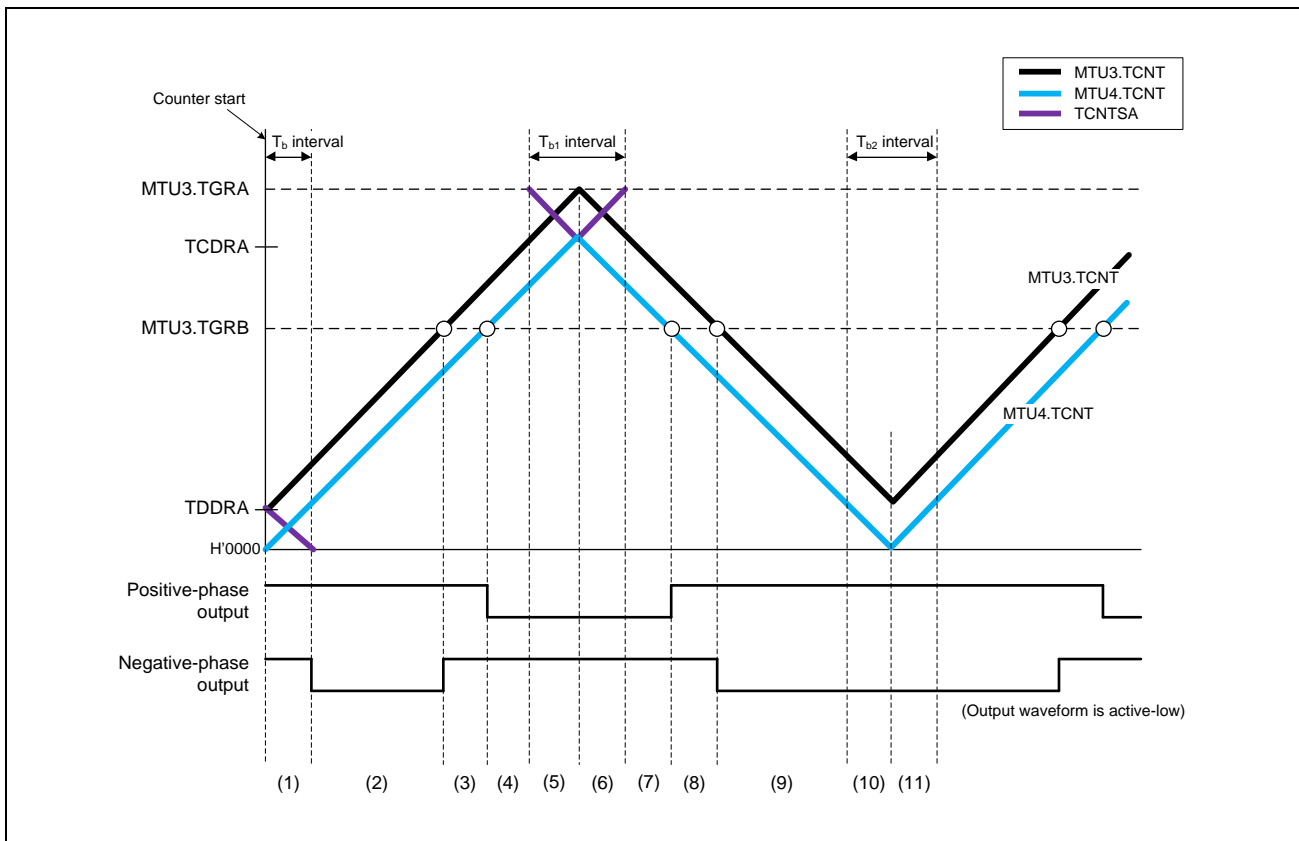 MTU3.TCNT
MTU4.TCNT
TCNTSA
Counter start
Tb interval
Tb1 interval
Tb2 interval
MTU3.TGRA
TCDRA
MTU3.TCNT
MTU3.TGRB
MTU4.TCNT
TDDRA
H'0000
Positive-phase
output
Negative-phase
output
(Output waveform is active-low)
(1) (2) (3) (4) (5) (6) (7) (8) (9) (10) (11)